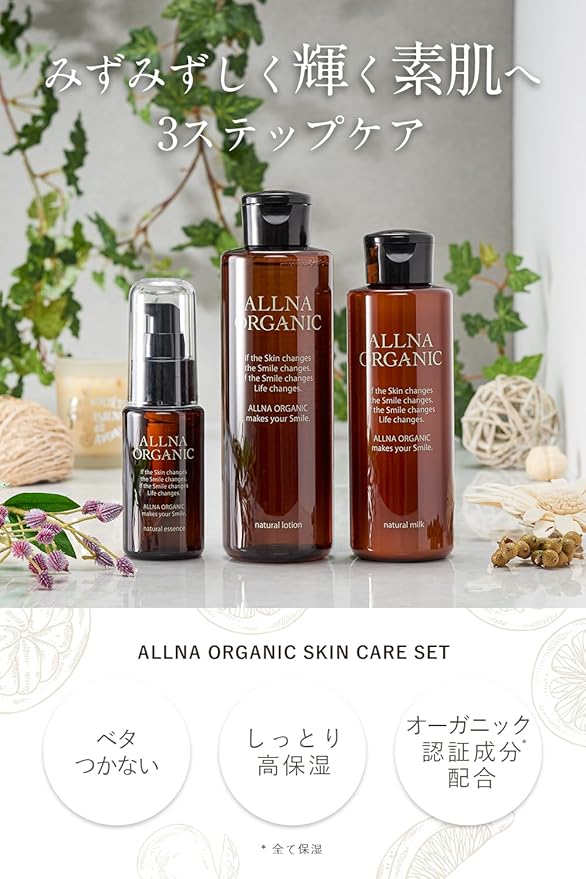 みずみずしく輝く素肌へ
3ステップケア
ALLNA
ORGANIC
If the Skin changes
the Smile changes.
If the Smile changes
Life changes.
ALLNA ORGANIC
makes your Smile.
natural essence
ALLNA
ORGANIC
If the Skin changes
the Smile changes.
If the Smile changes
Life changes.
ALLNA ORGANIC
makes your Smile.
natural lotion
ALLNA
ORGANIC
If the Skin changes
the Smile changes.
If the Smile changes
Life changes.
ALLNA ORGANIC
makes your Smile.
natural milk
ALLNA ORGANIC SKIN CARE SET
ベタ
つかない
しっとり
高保湿
オーガニック
認証成分*
配合
* 全て保湿